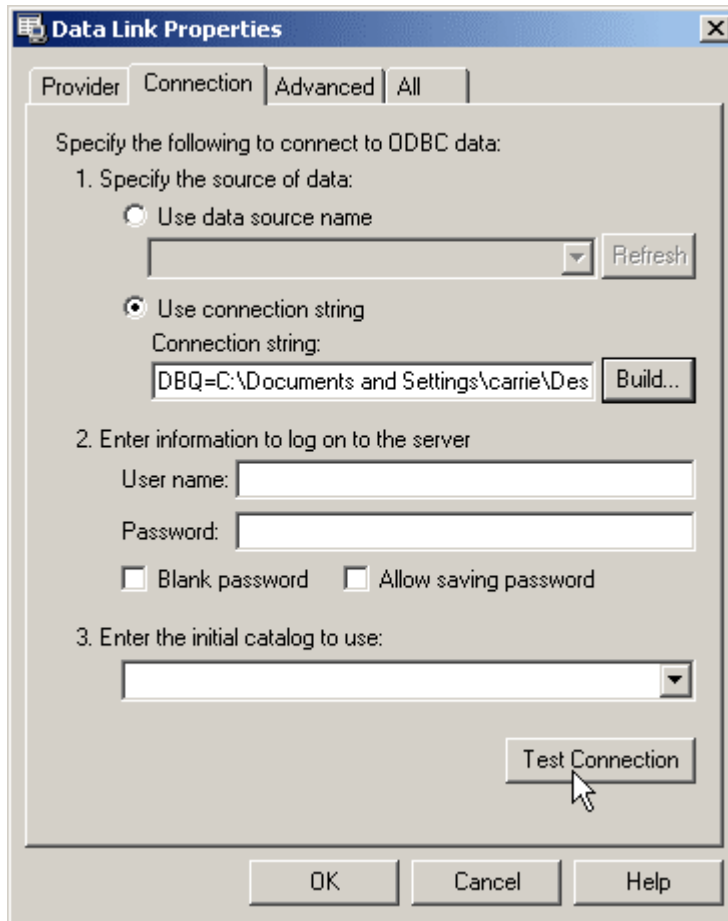 Data Link Properties
Provider Connection Advanced All
Specify the following to connect to ODBC data:
1. Specify the source of data:
Use data source name
Refresh
Use connection string
Connection string:
DBQ=C:\Documents and Settings\carrie\Des Build...
2. Enter information to log on to the server
User name:
Password:
Blank password Allow saving password
3. Enter the initial catalog to use:
Test Connection
OK Cancel Help